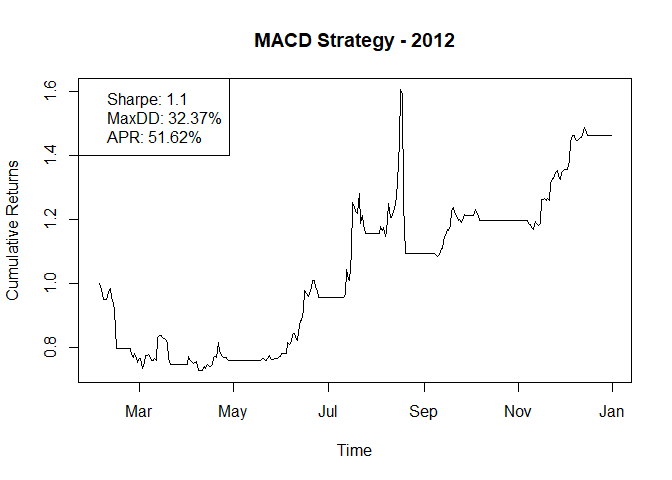 MACD Strategy - 2012
Sharpe: 1.1
MaxDD: 32.37%
APR: 51.62%
Cumulative Returns
1.6
1.4
1.2
1.0
0.8
Mar May Jul Sep Nov Jan
Time